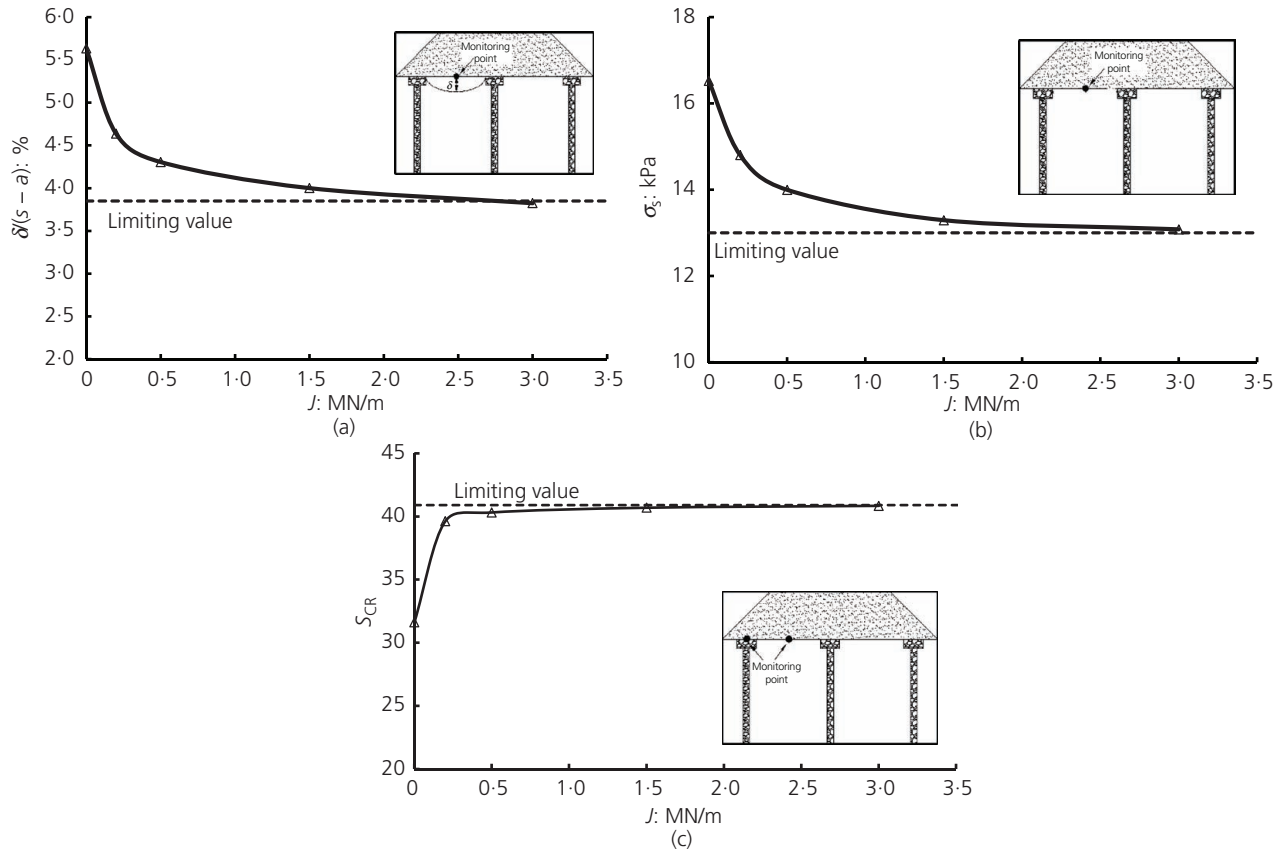 6·0
5·5
5·0
4·5
4·0
3·5
3·0
2·5
2·0
δ/(s – a): %
Monitoring
point
δ
Limiting value
0 0·5 1·0 1·5 2·0 2·5 3·0 3·5
J: MN/m
(a)
18
16
14
12
10
σs: kPa
Monitoring
point
Limiting value
0 0·5 1·0 1·5 2·0 2·5 3·0 3·5
J: MN/m
(b)
45
40
35
30
25
20
SCR
Limiting value
Monitoring
point
0 0·5 1·0 1·5 2·0 2·5 3·0 3·5
J: MN/m
(c)